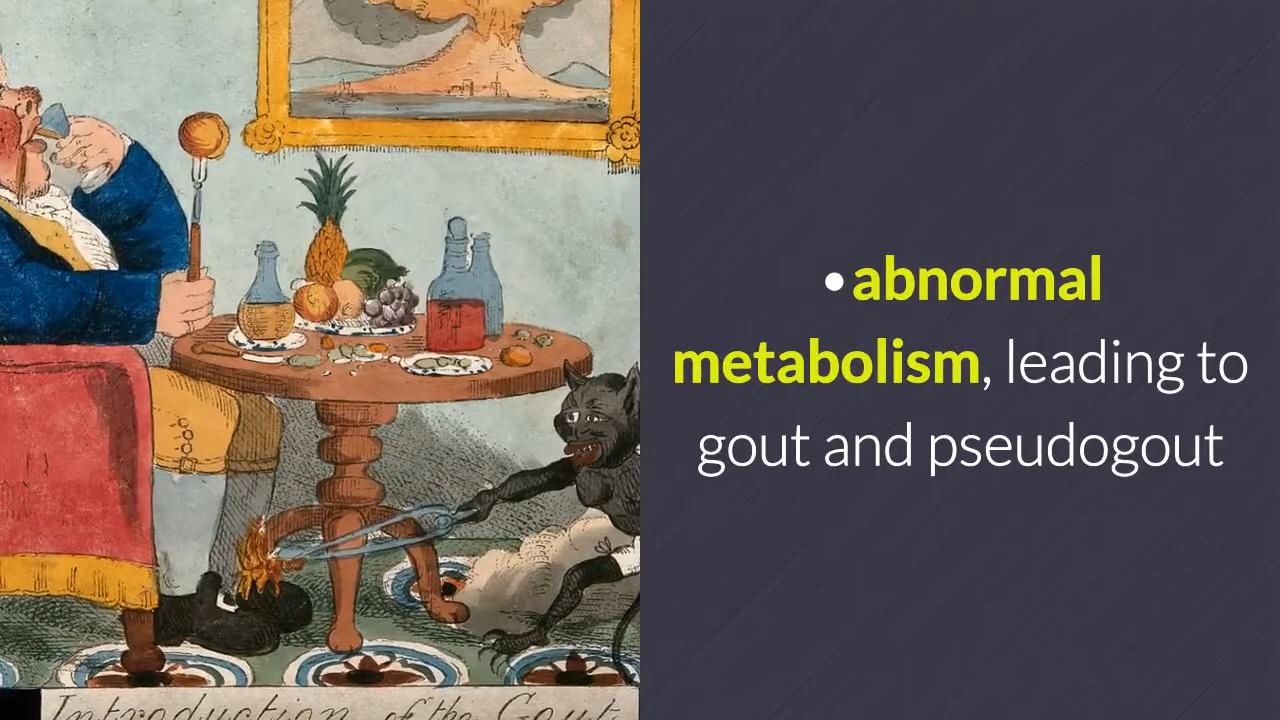 •abnormal
metabolism, leading to
gout and pseudogout
Introduction of the Gout